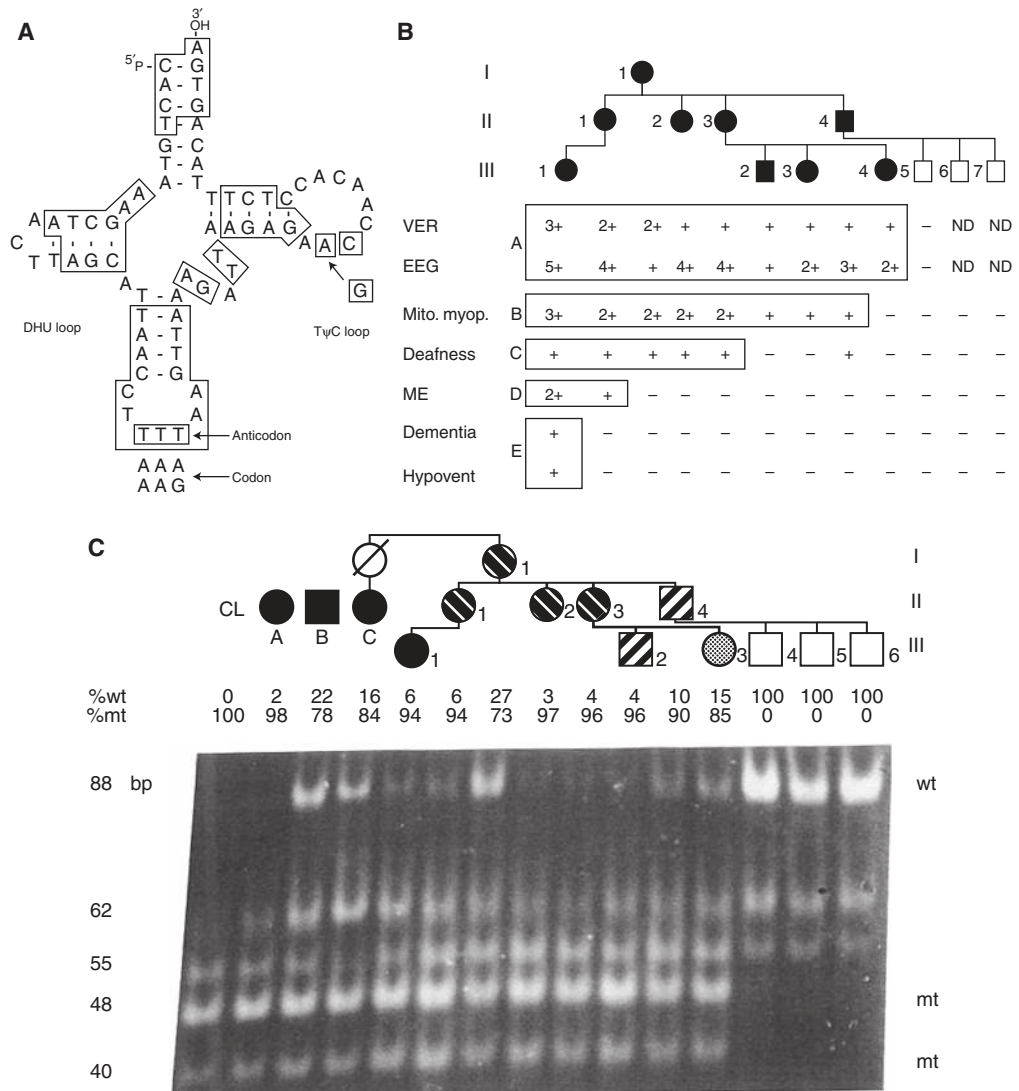 A
3′
OH
A
5′P- C - G
A - T
C - G
T - G
G A
T C
A A
A - T
A A T C G A A
C
T T A G C
T T C T C C A C A C A
A G A G A A C
G
T T
A G A
A
T - A
T A
A T
A T
C - G
C A
T A
T T T
Anticodon
A A A
A A G
Codon
DHU loop
TψC loop
B
I
1
II
1 2 3 4
III
1 2 3 4 5 6 7
VER 3+ 2+ 2+ + + + + + + – ND ND
A
EEG 5+ 4+ + 4+ 4+ + 2+ 3+ 2+ – ND ND
Mito. myop. B 3+ 2+ 2+ 2+ 2+ + + + – – – –
Deafness C + + + + + – – + – – – –
ME D 2+ + – – – – – – – – – –
Dementia + – – – – – – – – – – –
E
Hypovent + – – – – – – – – – – –
C
1 I
CL 1 2 3 4 II
A B C
1 2 3 4 5 6 III
%wt 0 2 22 16 6 6 27 3 4 4 10 15 100 100 100
%mt 100 98 78 84 94 94 73 97 96 96 90 85 0 0 0
88 bp wt
62
55
48 mt
40 mt